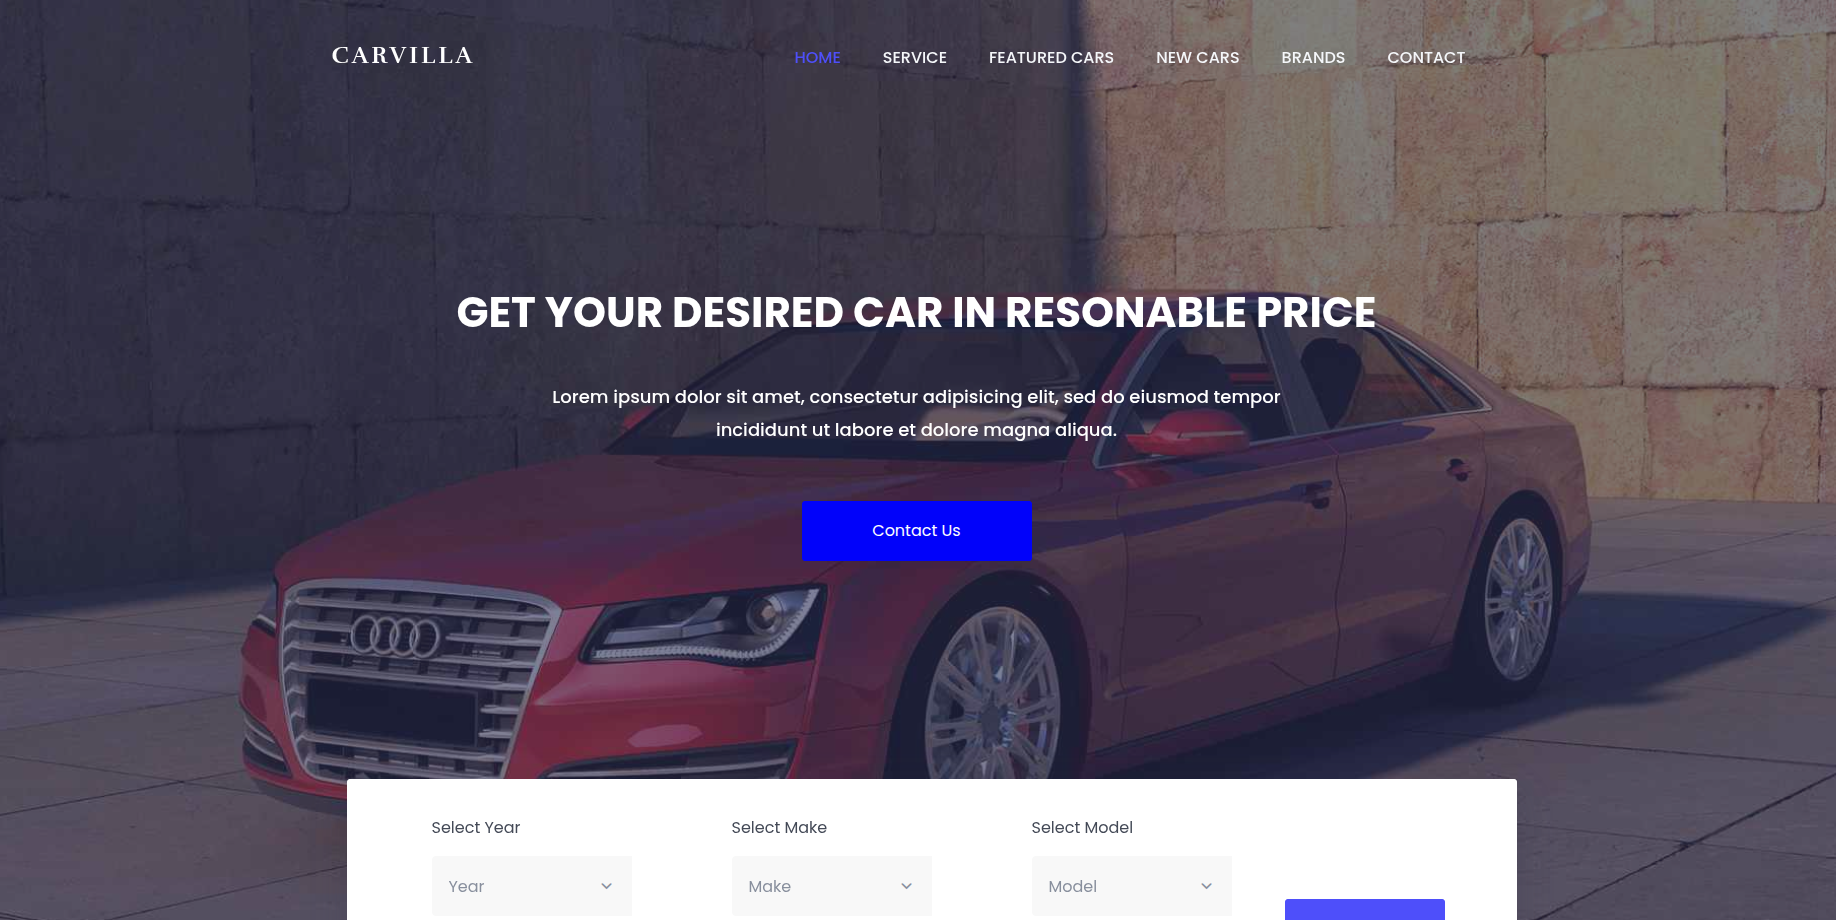 CARVILLA
HOME SERVICE FEATURED CARS NEW CARS BRANDS CONTACT
GET YOUR DESIRED CAR IN RESONABLE PRICE
Lorem ipsum dolor sit amet, consectetur adipisicing elit, sed do eiusmod tempor
incididunt ut labore et dolore magna aliqua.
Contact Us
Select Year Select Make Select Model
Year Make Model